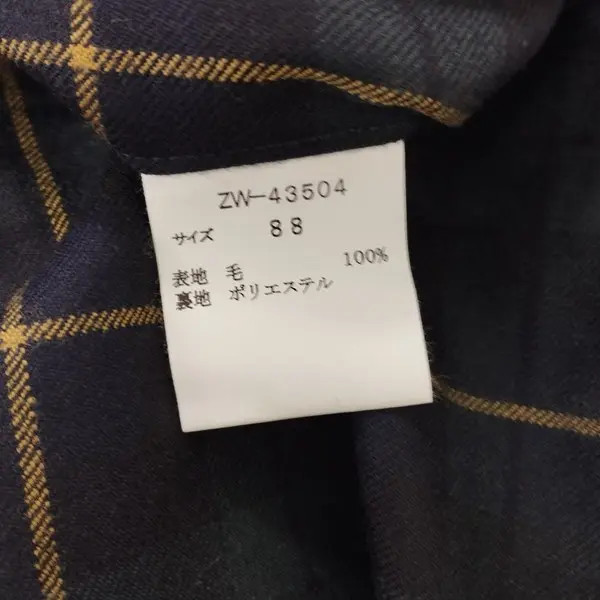 ZW-43504
サイズ 88
表地 毛 100%
裏地 ポリエステル